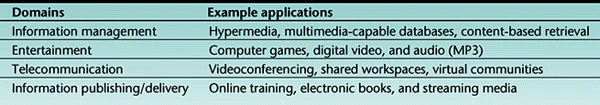 Domains Example applications
Information management Hypermedia, multimedia-capable databases, content-based retrieval
Entertainment Computer games, digital video, and audio (MP3)
Telecommunication Videoconferencing, shared workspaces, virtual communities
Information publishing/delivery Online training, electronic books, and streaming media